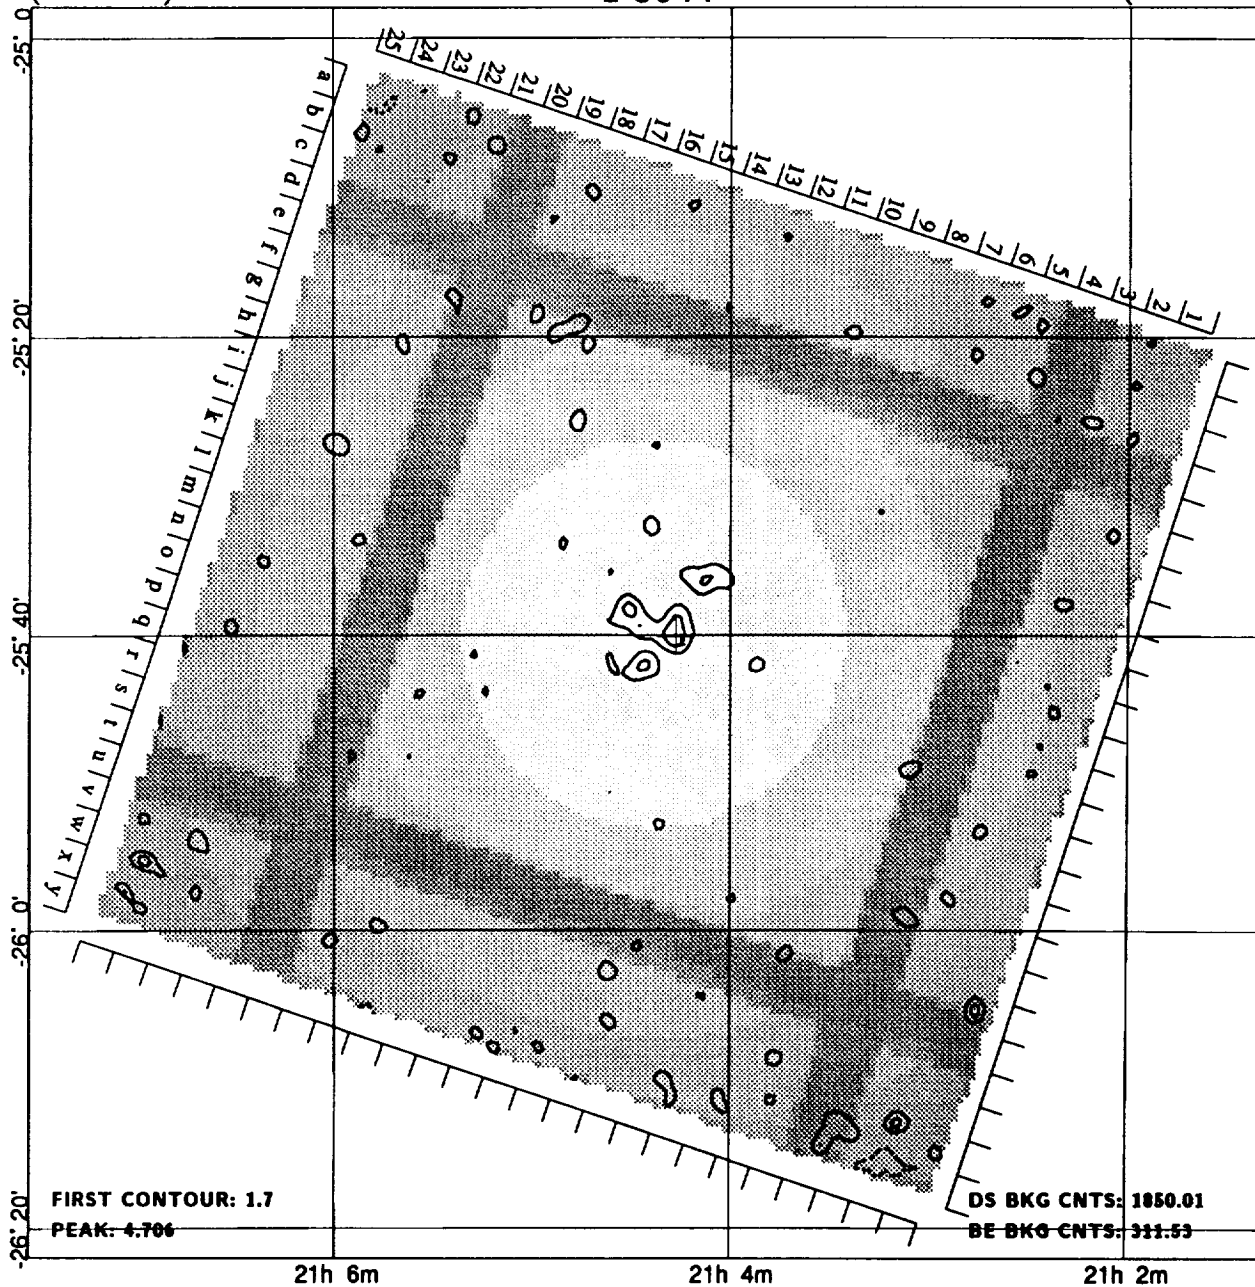 25 24 23 22 21 20 19 18 17 16 15 14 13 12 11 10 9 8 7 6 5 4 3 2 1
a b c d e f g h i j k l m n o p q r s t u v w x y
-25° 0
-25° 20'
-25° 40'
-26° 0'
-26° 20'
FIRST CONTOUR: 1.7
PEAK: 4.706
DS BKG CNTS: 1850.01
BE BKG CNTS: 311.53
21h 6m
21h 4m
21h 2m